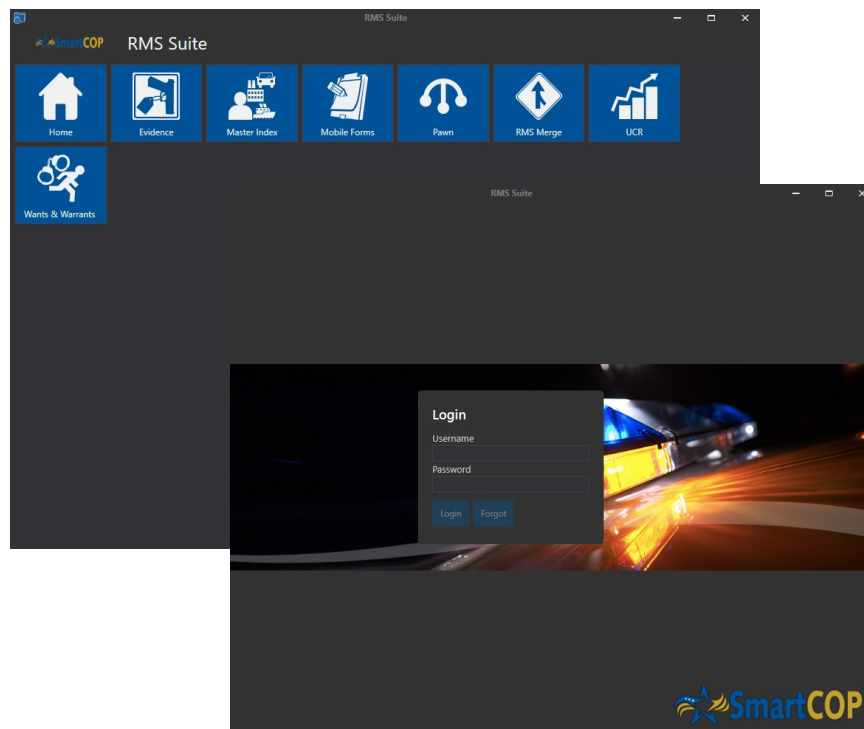 RMS Suite
SmartCOP
RMS Suite
Home
Evidence
Master Index
Mobile Forms
Pawn
RMS Merge
UCR
Wants & Warrants
RMS Suite
Login
Username
Password
Login
Forgot
SmartCOP